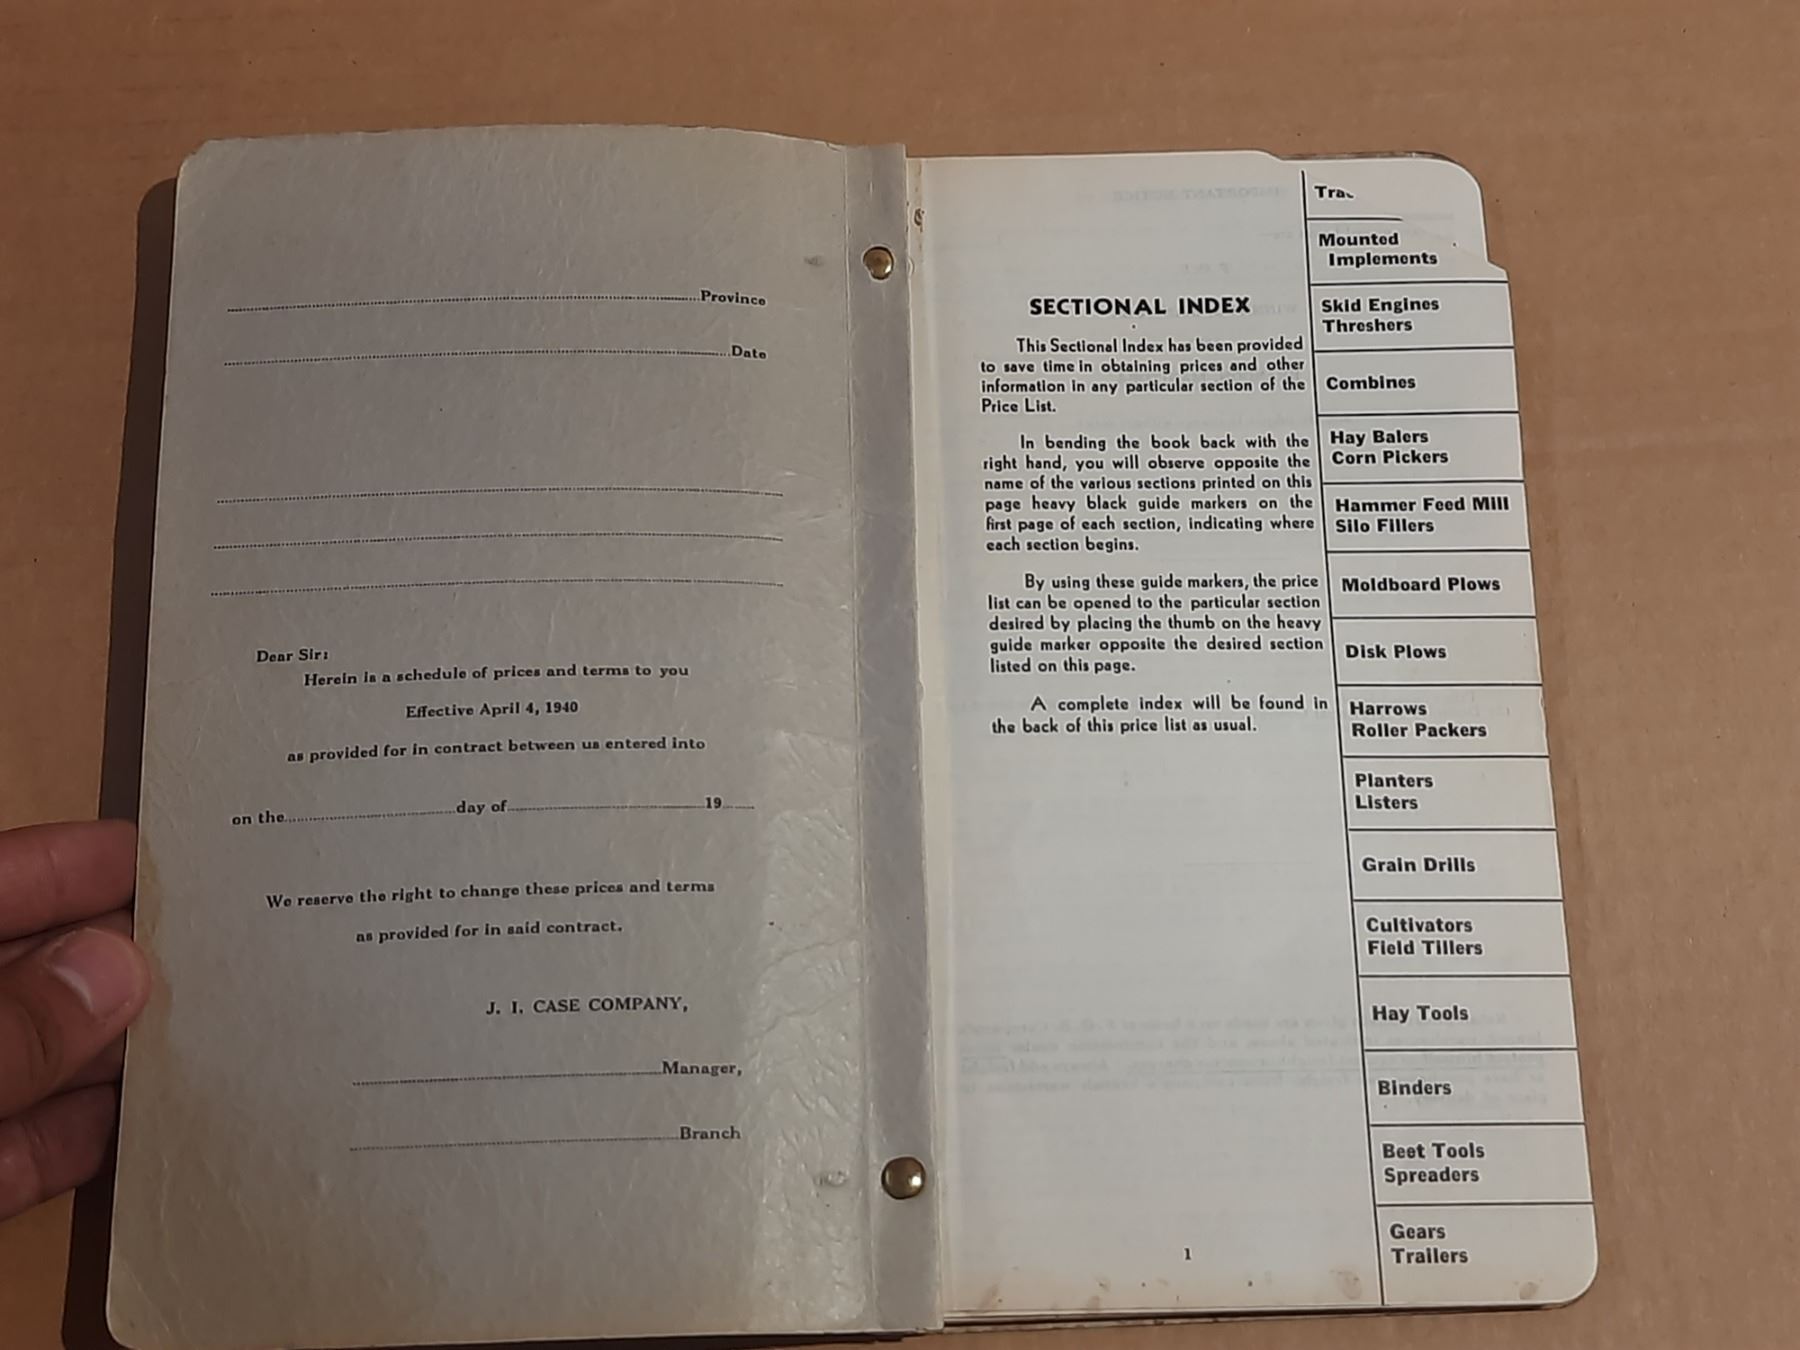 Province
Date
Dear Sir:
Herein is a schedule of prices and terms to you
Effective April 4, 1940
as provided for in contract between us entered into
on the day of 19
We reserve the right to change these prices and terms
as provided for in said contract.
J. I. CASE COMPANY,
Manager,
Branch
SECTIONAL INDEX
This Sectional Index has been provided
to save time in obtaining prices and other
information in any particular section of the
Price List.
In bending the book back with the
right hand, you will observe opposite the
name of the various sections printed on this
page heavy black guide markers on the
first page of each section, indicating where
each section begins.
By using these guide markers, the price
list can be opened to the particular section
desired by placing the thumb on the heavy
guide marker opposite the desired section
listed on this page.
A complete index will be found in
the back of this price list as usual.
1
Mounted
Implements
Skid Engines
Threshers
Combines
Hay Balers
Corn Pickers
Hammer Feed Mill
Silo Fillers
Moldboard Plows
Disk Plows
Harrows
Roller Packers
Planters
Listers
Grain Drills
Cultivators
Field Tillers
Hay Tools
Binders
Beet Tools
Spreaders
Gears
Trailers